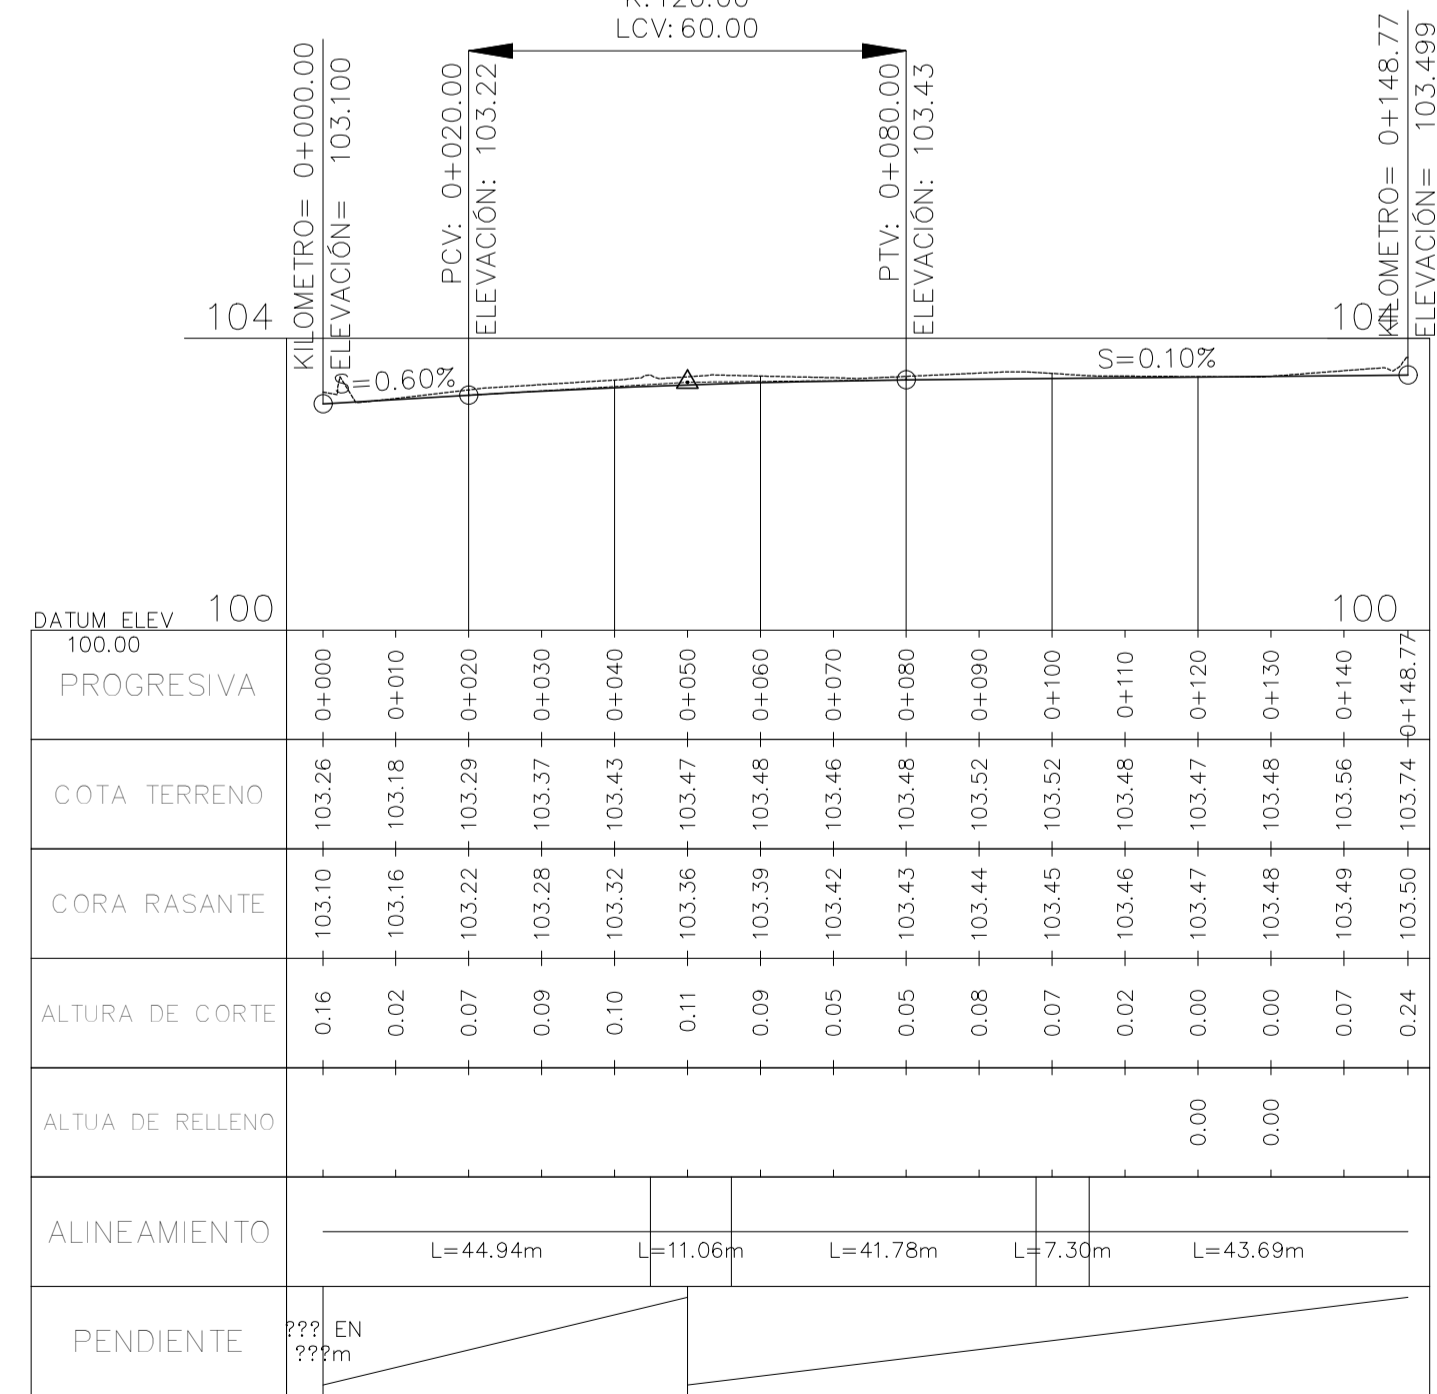 K:120.00
LCV: 60.00
KILOMETRO= 0+000.00
ELEVACIÓN= 103.100
PCV: 0+020.00
ELEVACIÓN: 103.22
PTV: 0+080.00
ELEVACIÓN: 103.43
KILOMETRO= 0+148.77
ELEVACIÓN= 103.499
104
104
S=0.60%
S=0.10%
100
100
DATUM ELEV
100.00
PROGRESIVA 0+000 0+010 0+020 0+030 0+040 0+050 0+060 0+070 0+080 0+090 0+100 0+110 0+120 0+130 0+140 0+148.77
COTA TERRENO 103.26 103.18 103.29 103.37 103.43 103.47 103.48 103.46 103.48 103.52 103.52 103.48 103.47 103.48 103.56 103.74
CORA RASANTE 103.10 103.16 103.22 103.28 103.32 103.36 103.39 103.42 103.43 103.44 103.45 103.46 103.47 103.48 103.49 103.50
ALTURA DE CORTE 0.16 0.02 0.07 0.09 0.10 0.11 0.09 0.05 0.05 0.08 0.07 0.02 0.00 0.00 0.07 0.24
ALTUA DE RELLENO 0.00 0.00
ALINEAMIENTO L=44.94m L=11.06m L=41.78m L=7.30m L=43.69m
PENDIENTE
??? EN
???m